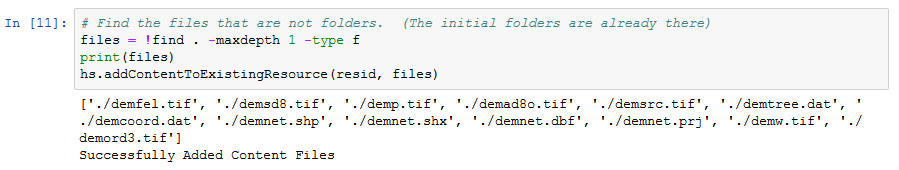 In [11]: # Find the files that are not folders.  (The initial folders are already there)
files = !find . -maxdepth 1 -type f
print(files)
hs.addContentToExistingResource(resid, files)
['./demfel.tif', './demsd8.tif', './demp.tif', './demad8o.tif', './demsrc.tif', './demtree.dat', '
./demcoord.dat', './demnet.shp', './demnet.shx', './demnet.dbf', './demnet.prj', './demw.tif', './
demord3.tif']
Successfully Added Content Files